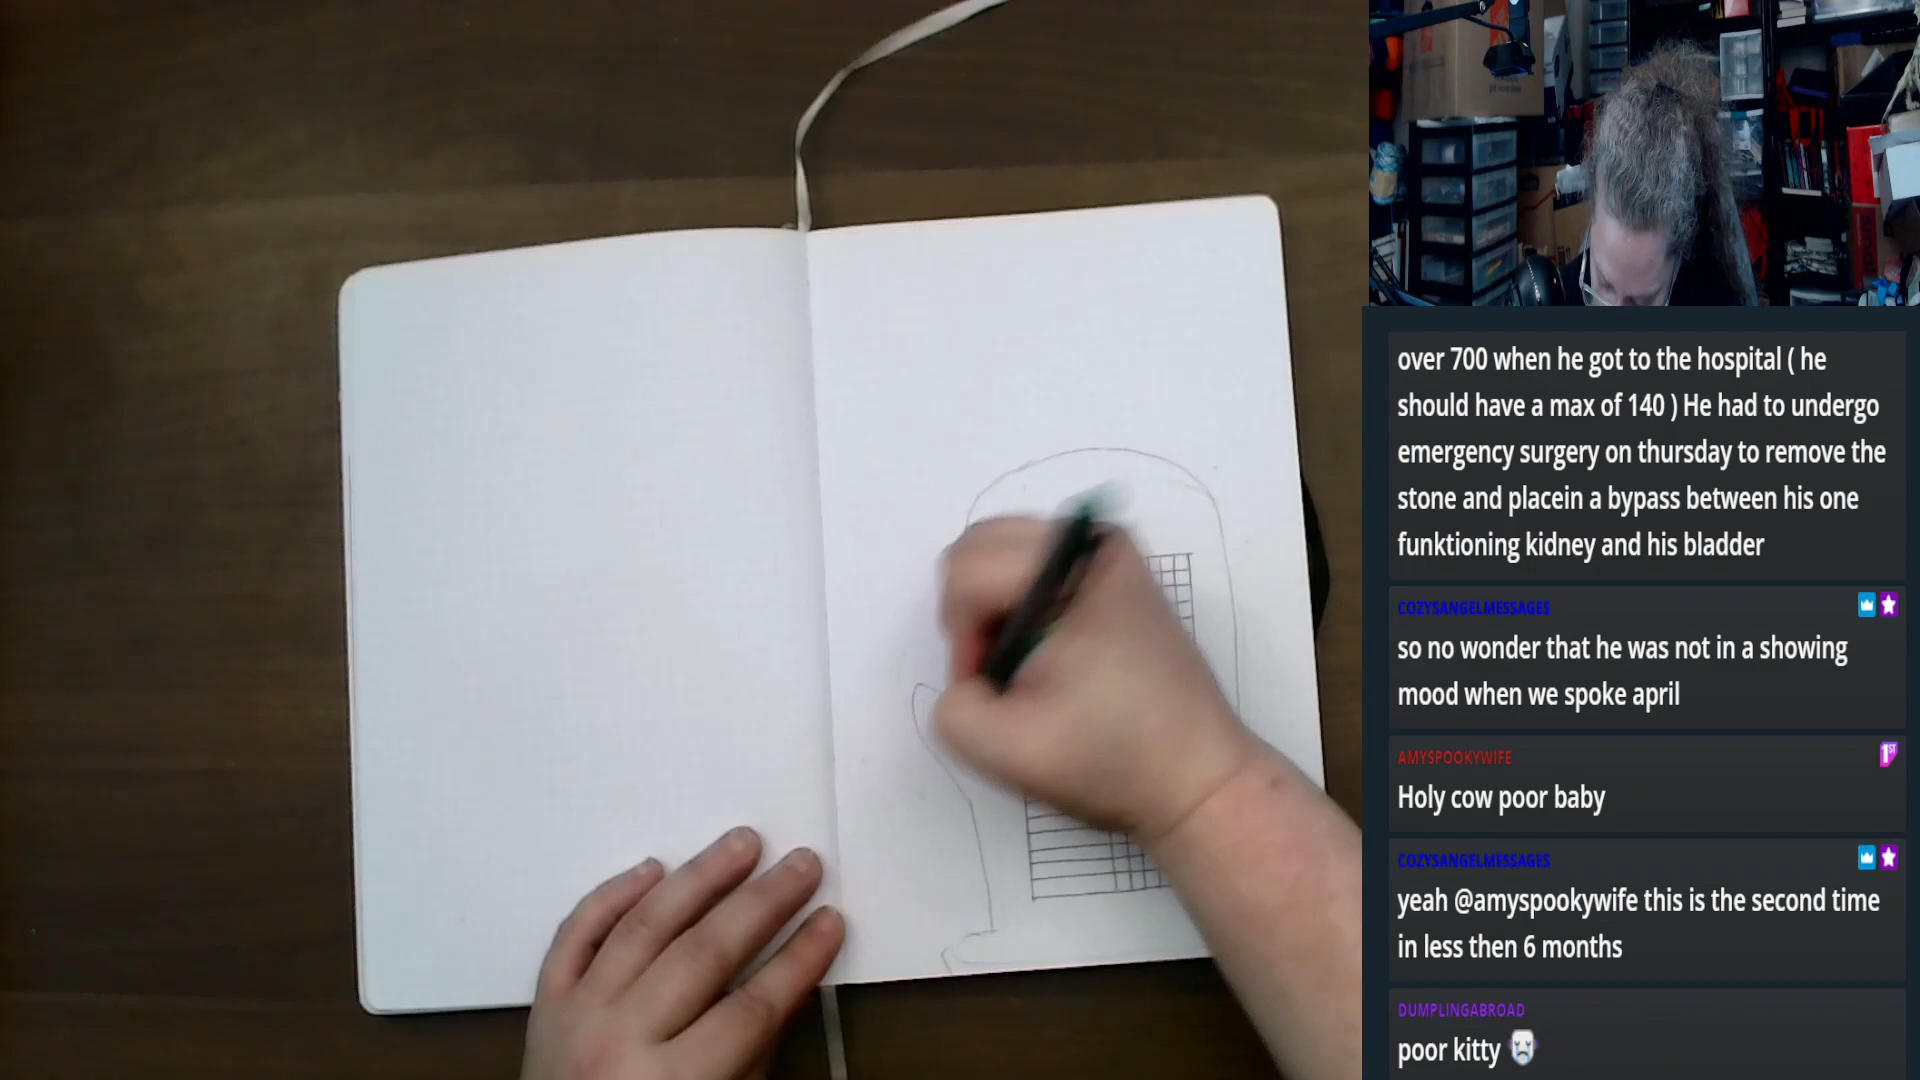 over 700 when he got to the hospital ( he
should have a max of 140 ) He had to undergo
emergency surgery on thursday to remove the
stone and placein a bypass between his one
funktioning kidney and his bladder
COZYSANGELMESSAGES
so no wonder that he was not in a showing
mood when we spoke april
AMYSPOOKYWIFE
1ST
Holy cow poor baby
COZYSANGELMESSAGES
yeah @amyspookywife this is the second time
in less then 6 months
DUMPLINGABROAD
poor kitty